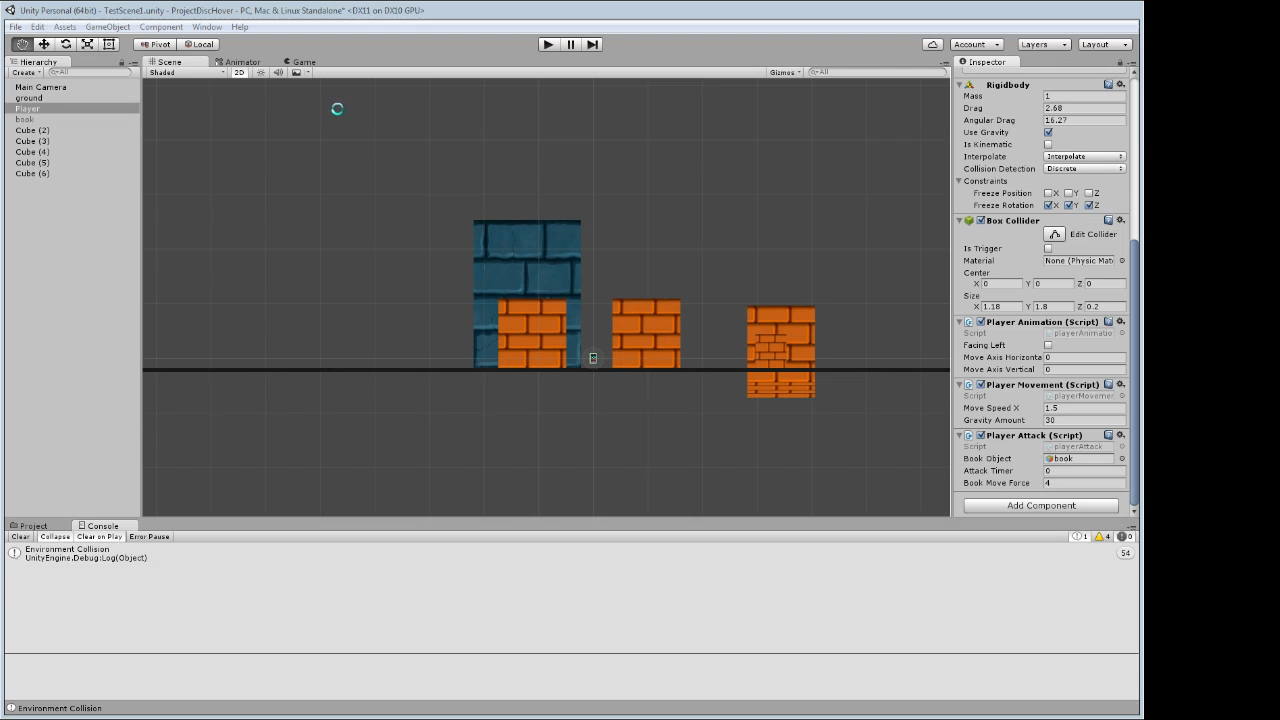 Unity Personal (64bit) - TestScene1.unity - ProjectDiscHover - PC, Mac & Linux Standalone* <DX11 on DX10 GPU>
File Edit Assets GameObject Component Window Help
Pivot Local Account Layers Layout
Hierarchy Scene Animator Game Inspector
Create All Shaded 2D Gizmos All
Main Camera
ground
Player
book
Cube (2)
Cube (3)
Cube (4)
Cube (5)
Cube (6)
Rigidbody
Mass 1
Drag 2.68
Angular Drag 16.27
Use Gravity
Is Kinematic
Interpolate Interpolate
Collision Detection Discrete
Constraints
Freeze Position X Y Z
Freeze Rotation X Y Z
Box Collider
Edit Collider
Is Trigger
Material None (Physic Mat
Center
X 0 Y 0 Z 0
Size
X 1.18 Y 1.8 Z 0.2
Player Animation (Script)
Script playerAnimatio
Facing Left
Move Axis Horizonta 0
Move Axis Vertical 0
Player Movement (Script)
Script playerMovemer
Move Speed X 1.5
Gravity Amount 30
Player Attack (Script)
Script playerAttack
Book Object book
Attack Timer 0
Book Move Force 4
Add Component
Project Console
Clear Collapse Clear on Play Error Pause 1 4 0
Environment Collision
UnityEngine.Debug:Log(Object)
54
Environment Collision